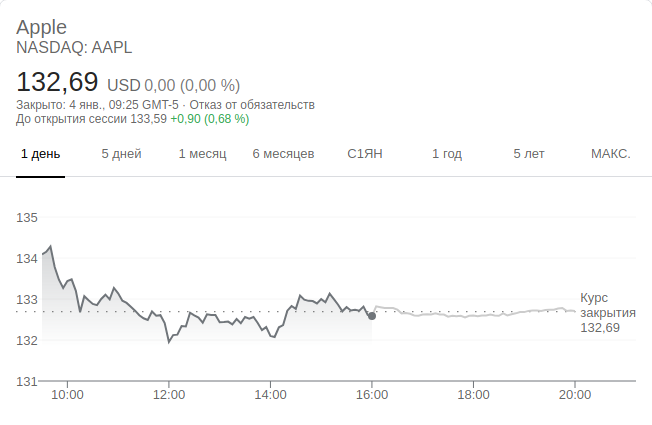 Apple
NASDAQ: AAPL
132,69 USD 0,00 (0,00 %)
Закрыто: 4 янв., 09:25 GMT-5 · Отказ от обязательств
До открытия сессии 133,59 +0,90 (0,68 %)
1 день 5 дней 1 месяц 6 месяцев С1ЯН 1 год 5 лет МАКС.
135
134
133
132
131
Курс
закрытия
132,69
10:00 12:00 14:00 16:00 18:00 20:00